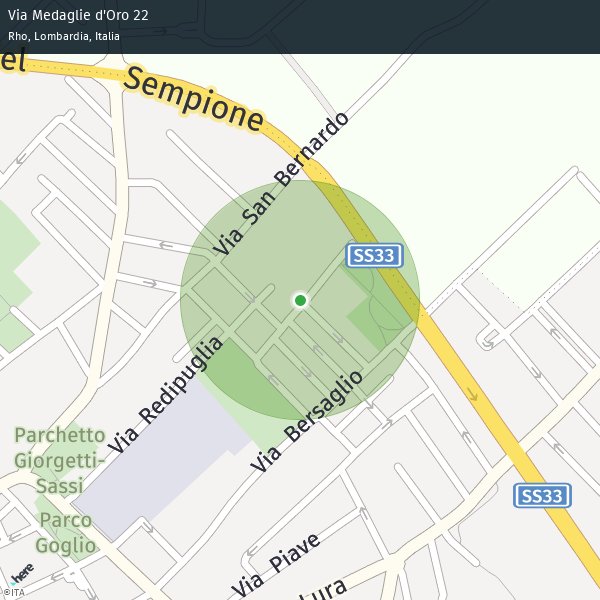 Via Medaglie d'Oro 22
Rho, Lombardia, Italia
el
Sempione
Via San Bernardo
SS33
Via Redipuglia
Via Bersaglio
Parchetto
Giorgetti-
Sassi
SS33
Parco
Goglio
Via Piave
bura
here
©ITA